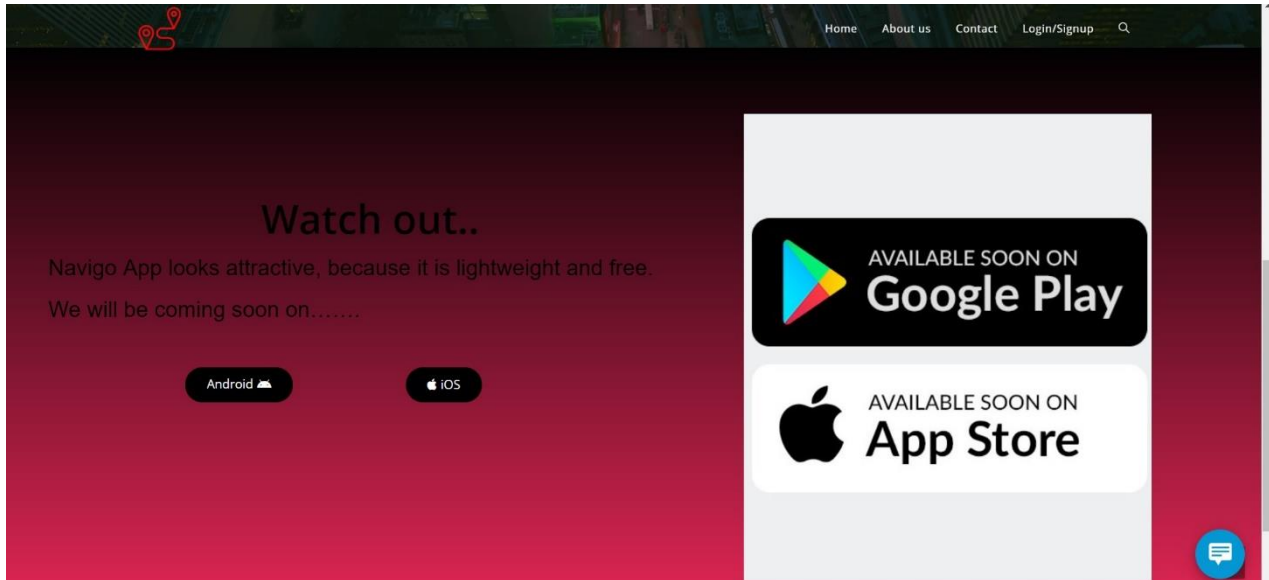 Home About us Contact Login/Signup
Watch out..
Navigo App looks attractive, because it is lightweight and free.
We will be coming soon on.......
Android
iOS
AVAILABLE SOON ON
Google Play
AVAILABLE SOON ON
App Store